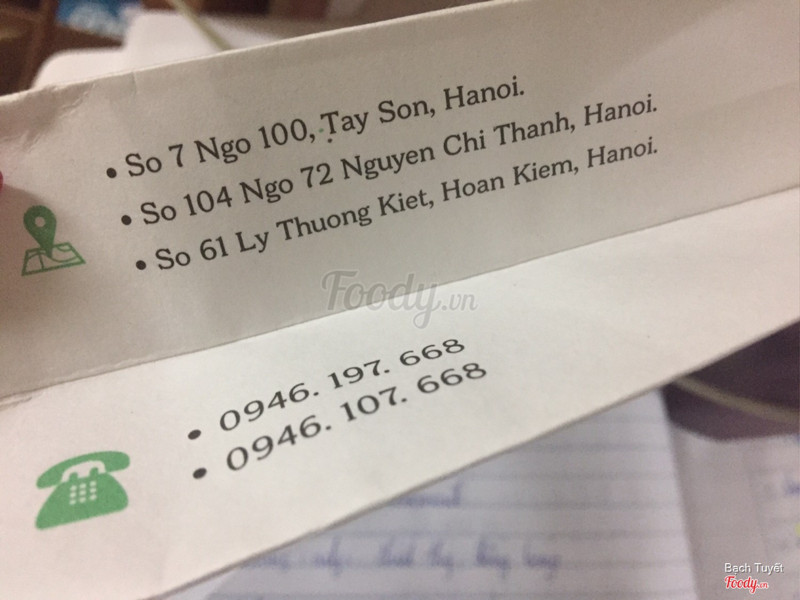 • So 7 Ngo 100, Tay Son, Hanoi.
• So 104 Ngo 72 Nguyen Chi Thanh, Hanoi.
• So 61 Ly Thuong Kiet, Hoan Kiem, Hanoi.
Foody.vn
• 0946. 197. 668
• 0946. 107. 668
Bạch Tuyết
Foody.vn